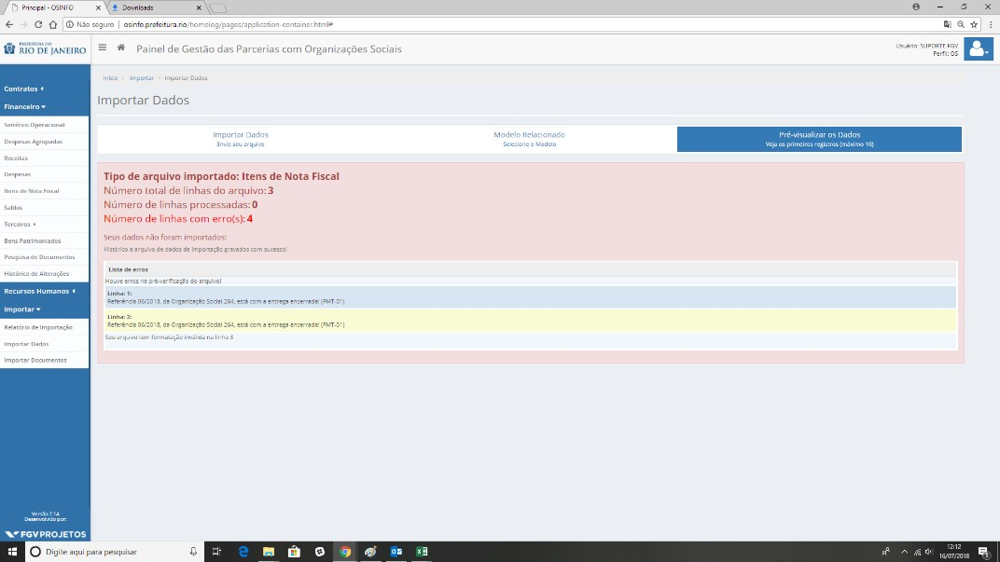 Principal - OSINFO
Downloads
Não seguro | osinfo.prefeitura.rio/homolog/pages/application-container.html#
PREFEITURA DO
RIO DE JANEIRO
Painel de Gestão das Parcerias com Organizações Sociais
Usuário: SUPORTE FGV
Perfil: OS
Contratos
Financeiro
Sintético Operacional
Despesas Agrupadas
Receitas
Despesas
Itens de Nota Fiscal
Saldos
Terceiros
Bens Patrimoniados
Pesquisa de Documentos
Histórico de Alterações
Recursos Humanos
Importar
Relatório de Importação
Importar Dados
Importar Documentos
Versão 2.14
Desenvolvido por:
FGV PROJETOS
Início > Importar > Importar Dados
Importar Dados
Importar Dados
Envie seu arquivo
Modelo Relacionado
Selecione o Modelo
Pré-visualizar os Dados
Veja os primeiros registros (máximo 10)
Tipo de arquivo importado: Itens de Nota Fiscal
Número total de linhas do arquivo: 3
Número de linhas processadas: 0
Número de linhas com erro(s): 4
Seus dados não foram importados!
Histórico e arquivo de dados de importação gravados com sucesso!
Lista de erros
Houve erros na pré-verificação do arquivo!
Linha: 1:
Referência 06/2018, da Organização Social 264, está com a entrega encerrada! (FMT-01)
Linha: 2:
Referência 06/2018, da Organização Social 264, está com a entrega encerrada! (FMT-01)
Seu arquivo tem formatação inválida na linha 3
Digite aqui para pesquisar
12:12
16/07/2018